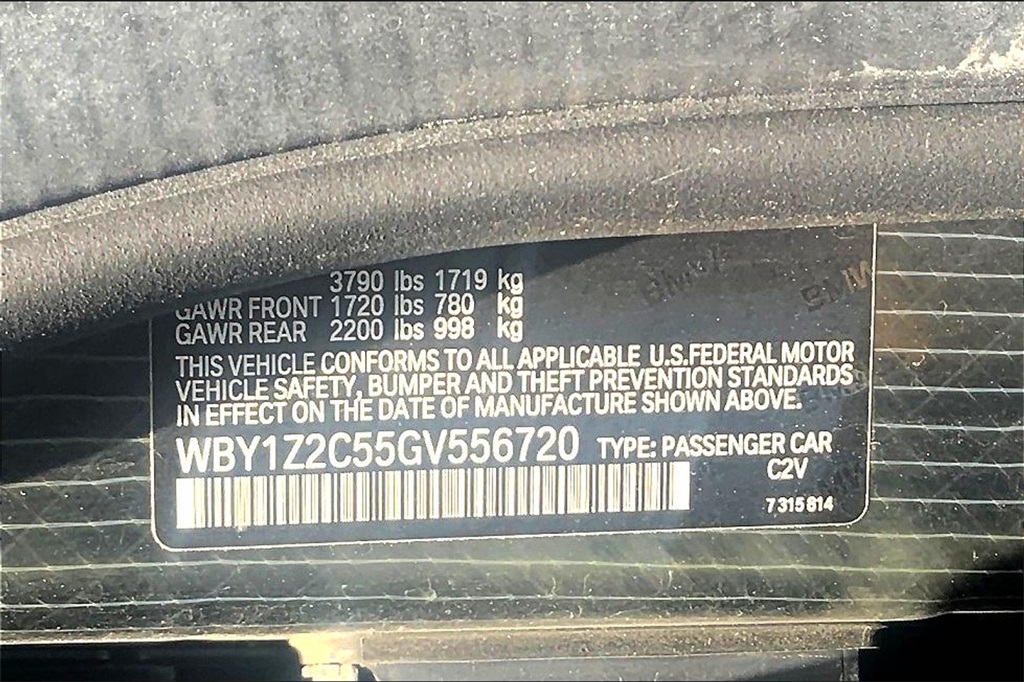 3790 lbs 1719 kg
GAWR FRONT 1720 lbs 780 kg
GAWR REAR 2200 lbs 998 kg
THIS VEHICLE CONFORMS TO ALL APPLICABLE U.S.FEDERAL MOTOR
VEHICLE SAFETY, BUMPER AND THEFT PREVENTION STANDARDS
IN EFFECT ON THE DATE OF MANUFACTURE SHOWN ABOVE.
WBY1Z2C55GV556720 TYPE: PASSENGER CAR
C2V
7 315 814
BMW
BMW